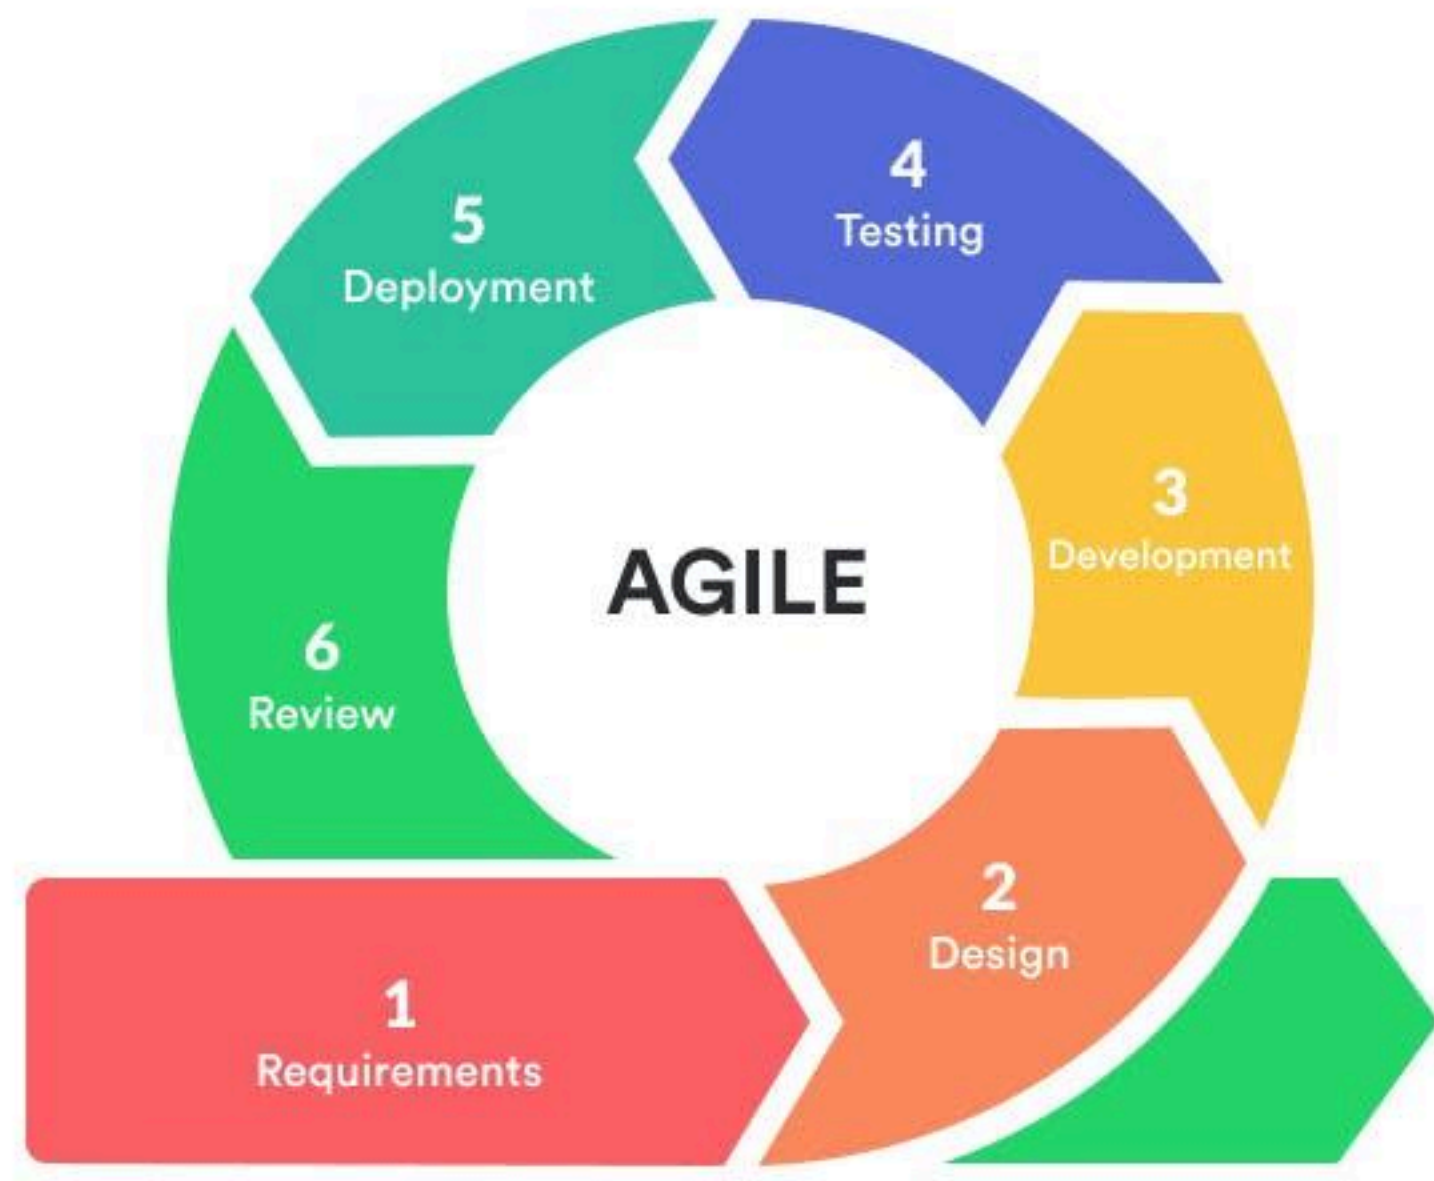 AGILE
1
Requirements
2
Design
3
Development
4
Testing
5
Deployment
6
Review